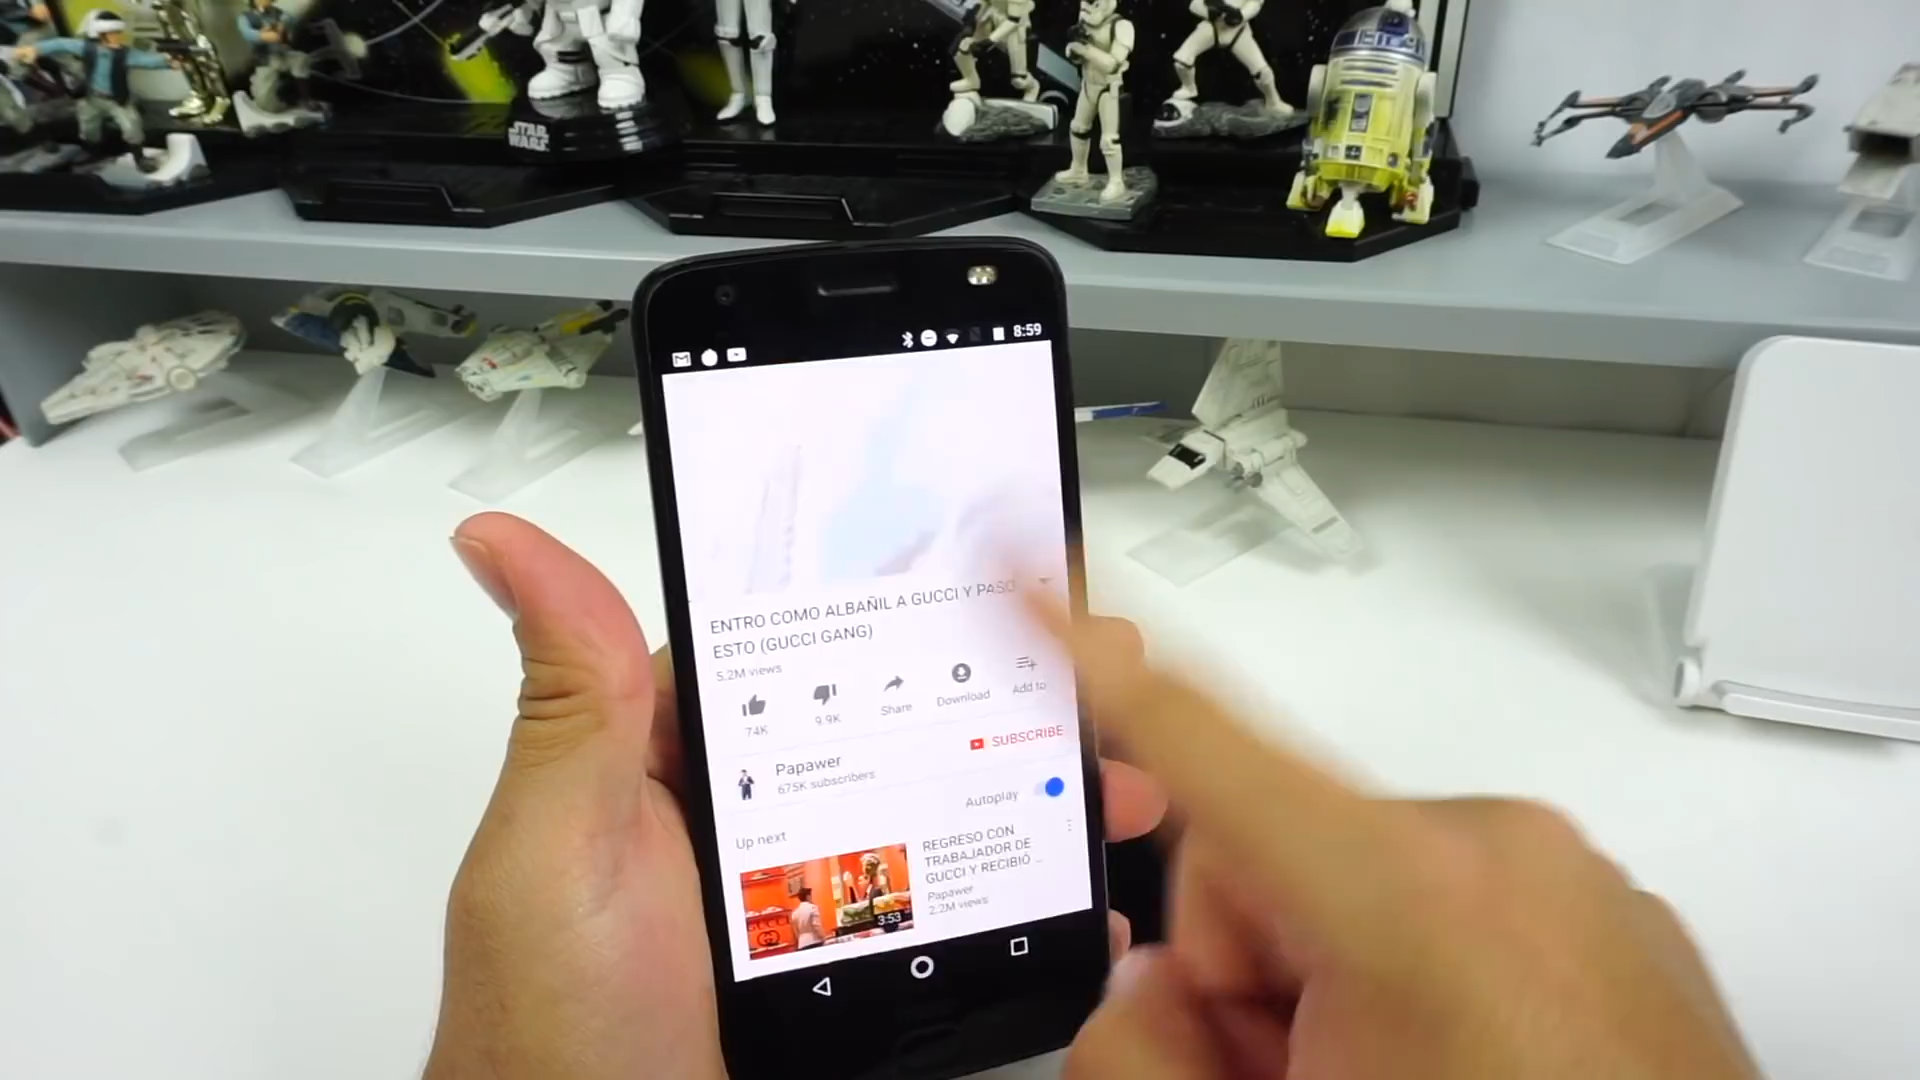 STAR
WARS
8:59
ENTRO COMO ALBAÑIL A GUCCI Y PASO
ESTO (GUCCI GANG)
5.2M views
74K
9.9K
Share
Download
Add to
Papawer
675K subscribers
SUBSCRIBE
Autoplay
Up next
REGRESO CON
TRABAJADOR DE
GUCCI Y RECIBIÓ ...
Papawer
2.2M views
GUCCI
3:53